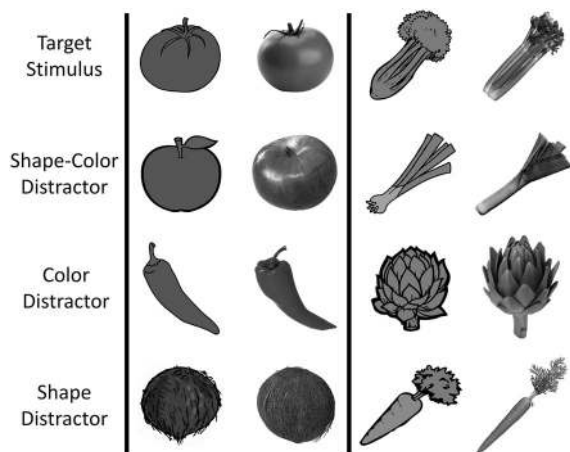 Target
Stimulus
Shape-Color
Distractor
Color
Distractor
Shape
Distractor